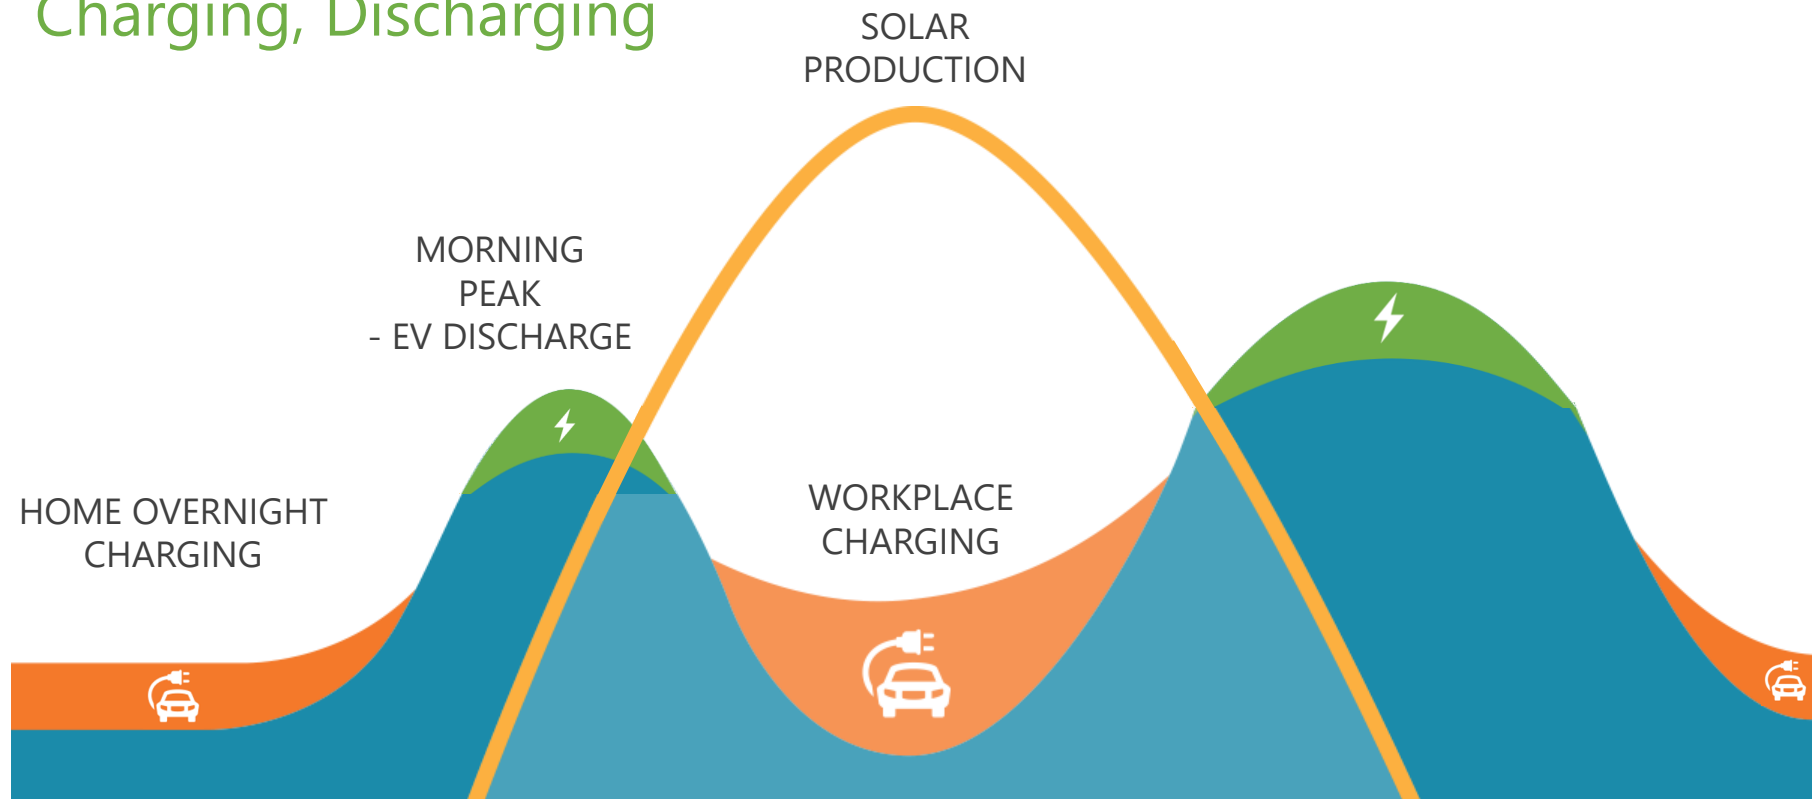 Charging, Discharging
SOLAR
PRODUCTION
MORNING
PEAK
- EV DISCHARGE
HOME OVERNIGHT
CHARGING
WORKPLACE
CHARGING